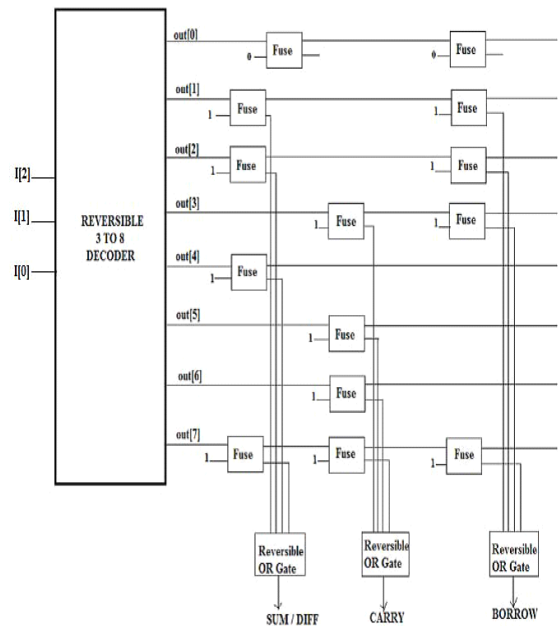 out[0]
Fuse
0
Fuse
0
out[1]
Fuse
1
Fuse
1
out[2]
Fuse
1
Fuse
1
I[2]
I[1]
I[0]
REVERSIBLE
3 TO 8
DECODER
out[3]
Fuse
1
Fuse
1
out[4]
Fuse
1
out[5]
Fuse
1
out[6]
Fuse
1
out[7]
Fuse
1
Fuse
1
Fuse
1
Reversible
OR Gate
Reversible
OR Gate
Reversible
OR Gate
SUM / DIFF
CARRY
BORROW